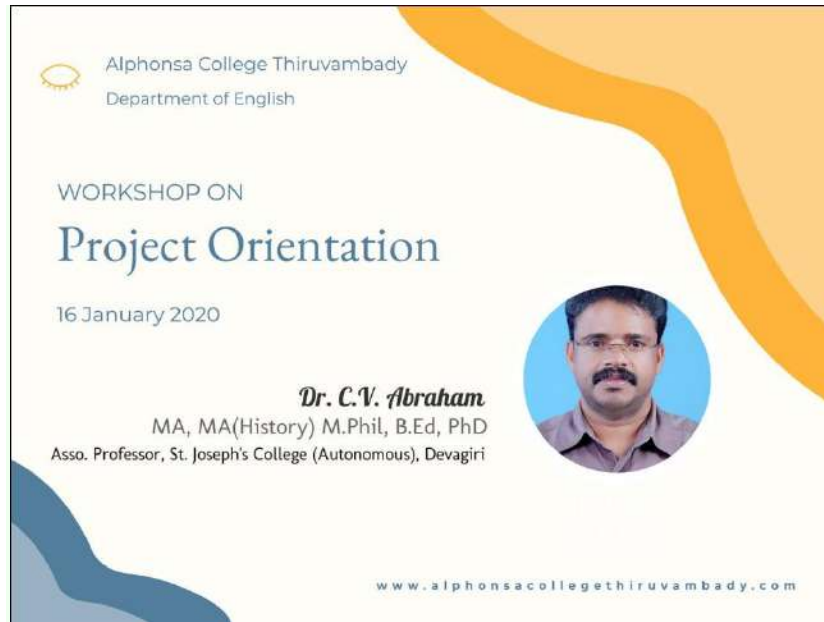 Alphonsa College Thiruvambady
Department of English
WORKSHOP ON
Project Orientation
16 January 2020
Dr. C.V. Abraham
MA, MA(History) M.Phil, B.Ed, PhD
Asso. Professor, St. Joseph's College (Autonomous), Devagiri
www.alphonsacollegethiruvambady.com